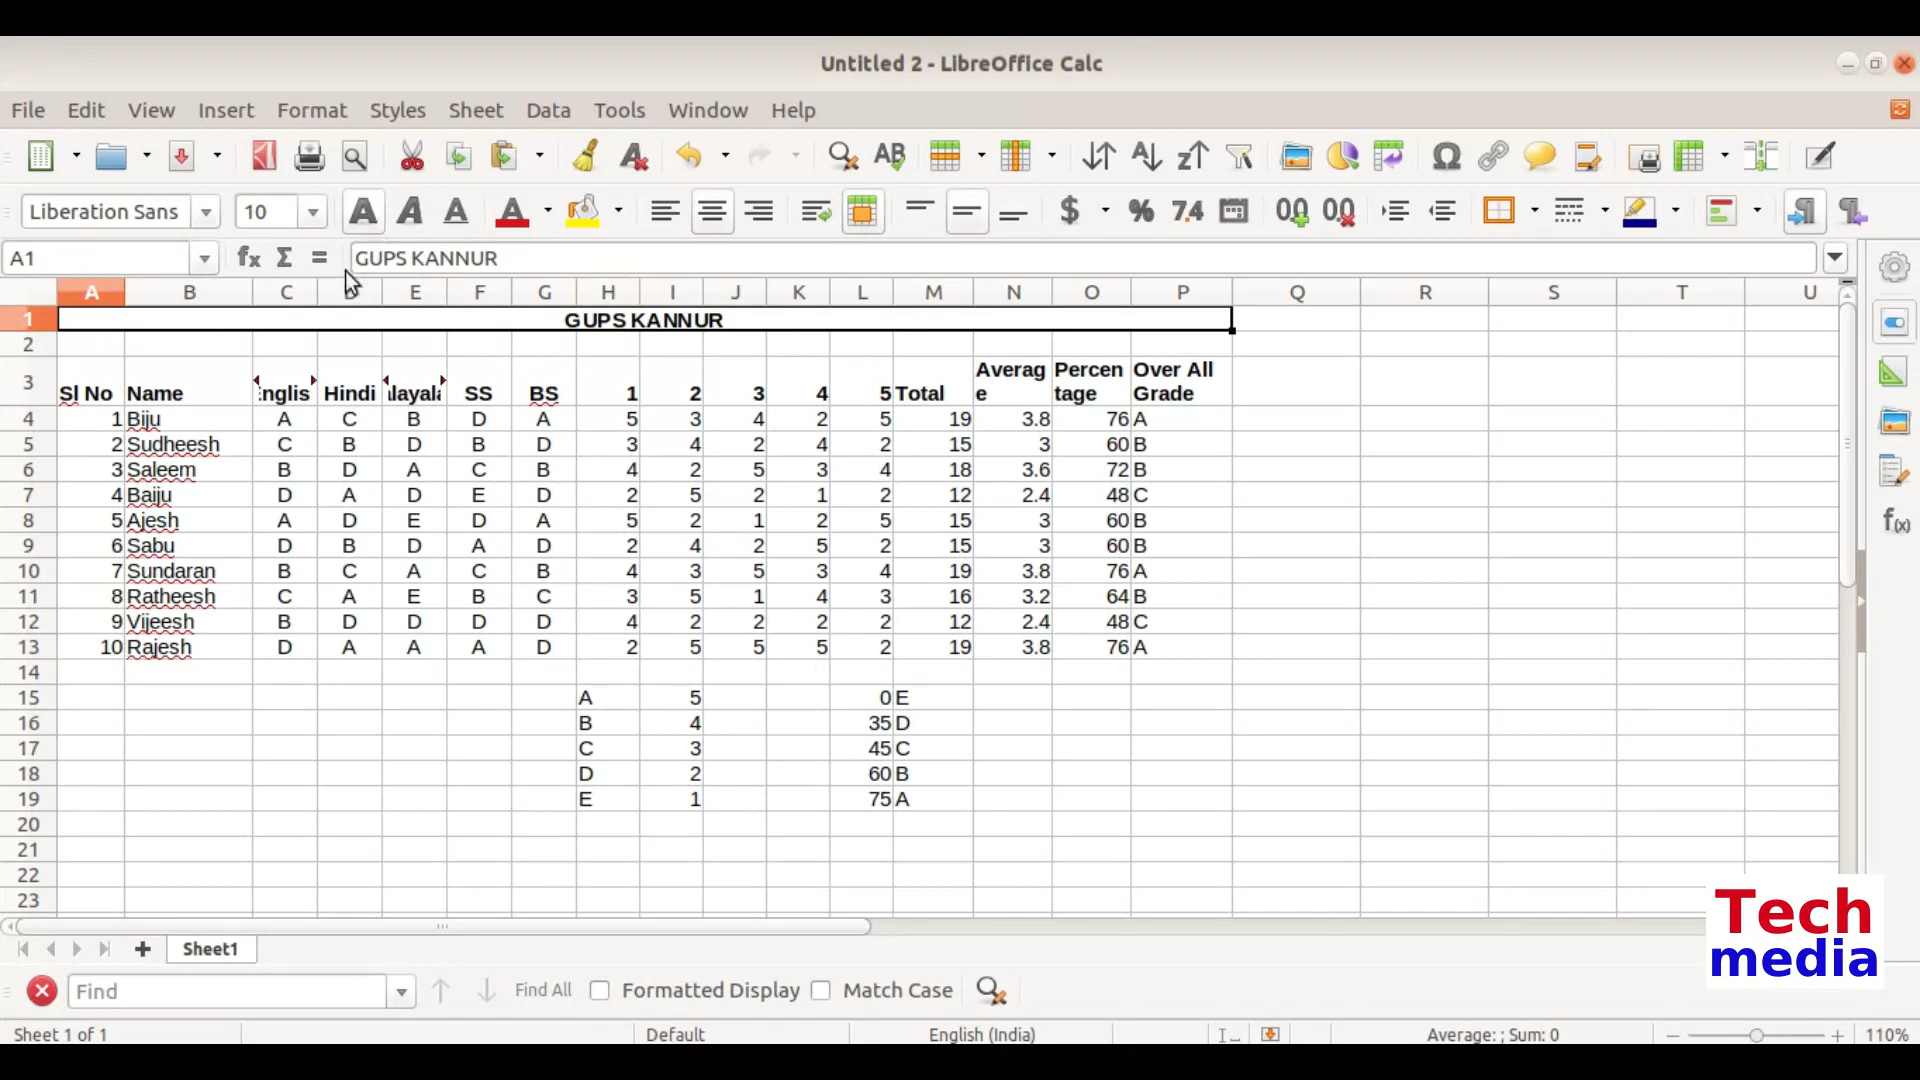 Untitled 2 - LibreOffice Calc
File Edit View Insert Format Styles Sheet Data Tools Window Help
Liberation Sans 10
A1 GUPS KANNUR
A B C D E F G H I J K L M N O P Q R S T U
1 GUPS KANNUR
2
3 Sl No Name nglis Hindi layala SS BS 1 2 3 4 5 Total Averag e Percen tage Over All Grade
4 1 Biju A C B D A 5 3 4 2 5 19 3.8 76 A
5 2 Sudheesh C B D B D 3 4 2 4 2 15 3 60 B
6 3 Saleem B D A C B 4 2 5 3 4 18 3.6 72 B
7 4 Baiju D A D E D 2 5 2 1 2 12 2.4 48 C
8 5 Ajesh A D E D A 5 2 1 2 5 15 3 60 B
9 6 Sabu D B D A D 2 4 2 5 2 15 3 60 B
10 7 Sundaran B C A C B 4 3 5 3 4 19 3.8 76 A
11 8 Ratheesh C A E B C 3 5 1 4 3 16 3.2 64 B
12 9 Vijeesh B D D D D 4 2 2 2 2 12 2.4 48 C
13 10 Rajesh D A A A D 2 5 5 5 2 19 3.8 76 A
14
15 A 5 0 E
16 B 4 35 D
17 C 3 45 C
18 D 2 60 B
19 E 1 75 A
20
21
22
23
Tech
media
Sheet1
Find Find All Formatted Display Match Case
Sheet 1 of 1 Default English (India) Average: ; Sum: 0 110%